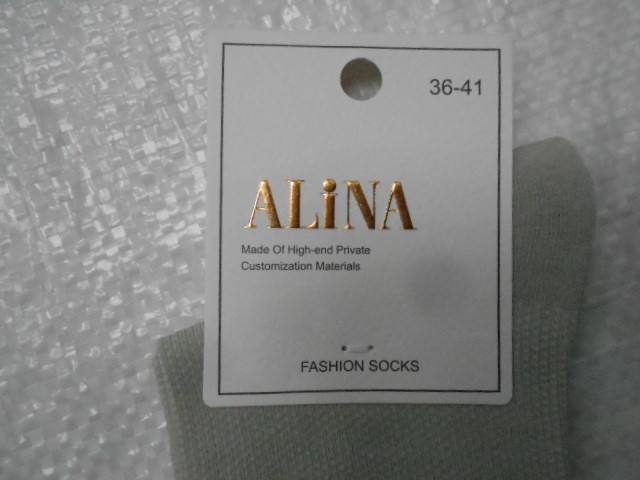 36-41
ALiNA
Made Of High-end Private
Customization Materials
FASHION SOCKS